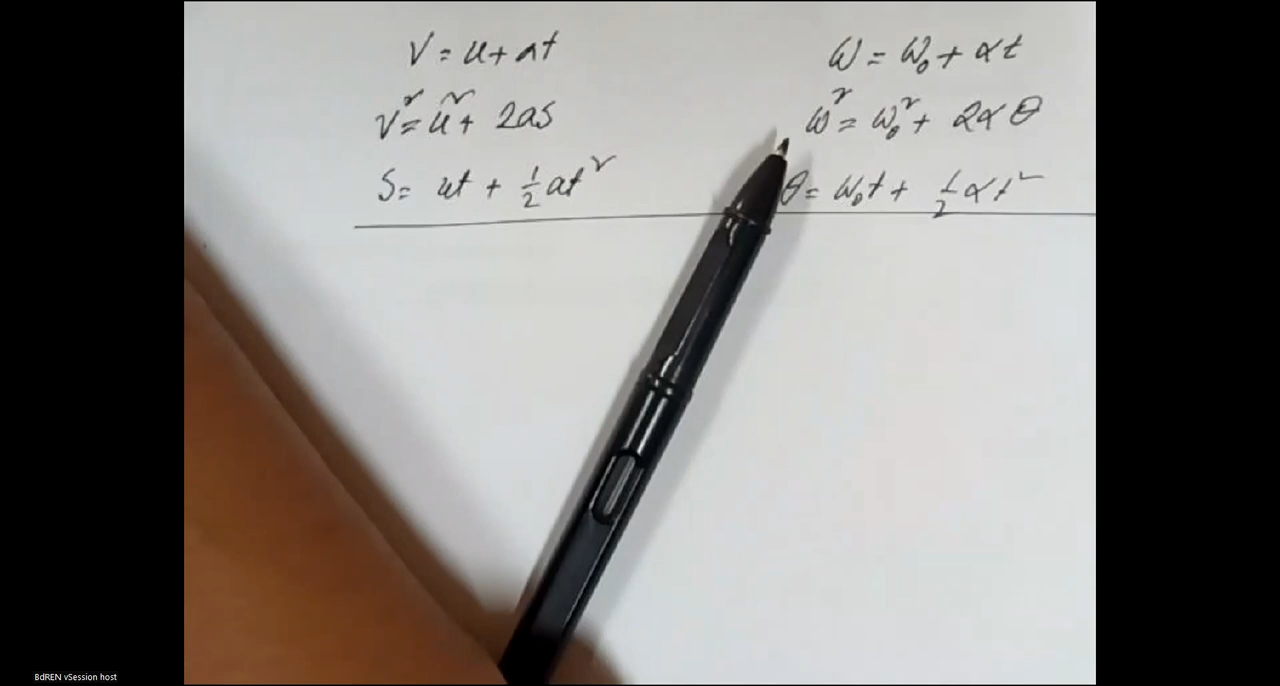 V = u + at
V² = u² + 2as
S = ut + ½at²
ω = ω₀ + αt
ω² = ω₀² + 2αθ
θ = ω₀t + ½αt²
BdREN vSession host